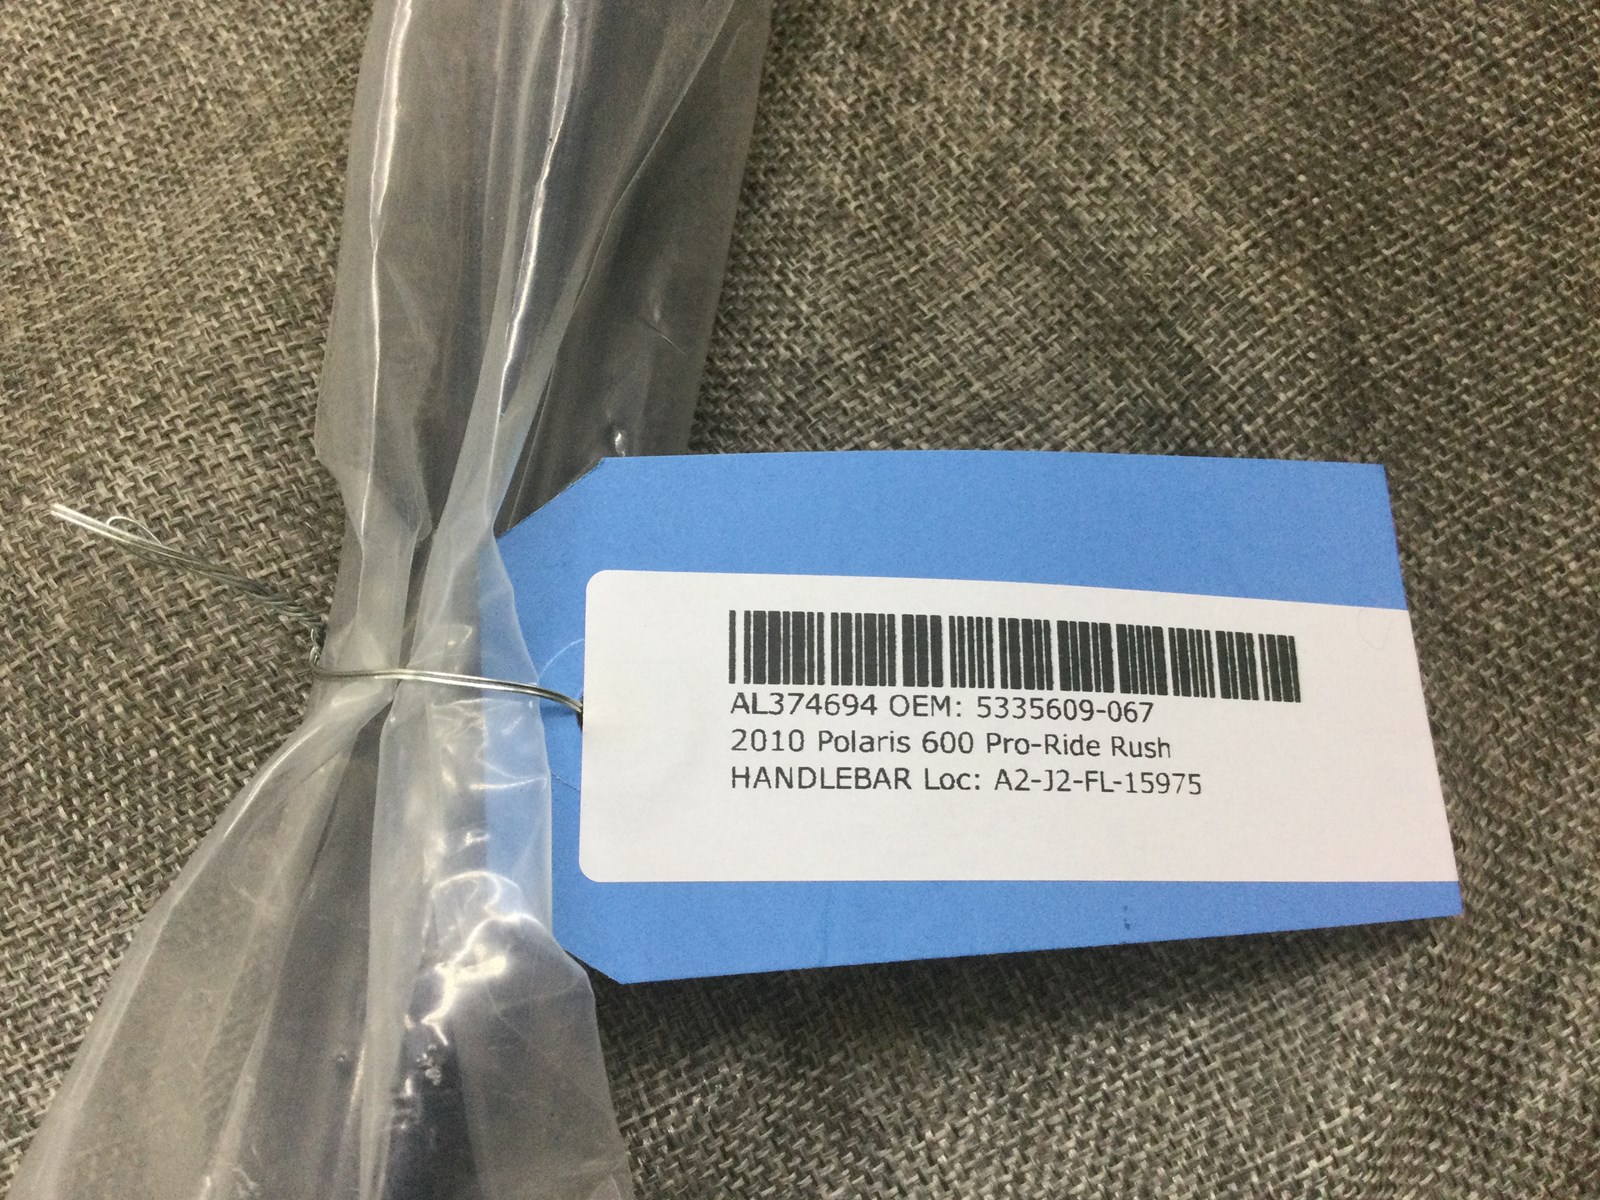 AL374694 OEM: 5335609-067
2010 Polaris 600 Pro-Ride Rush
HANDLEBAR Loc: A2-J2-FL-15975